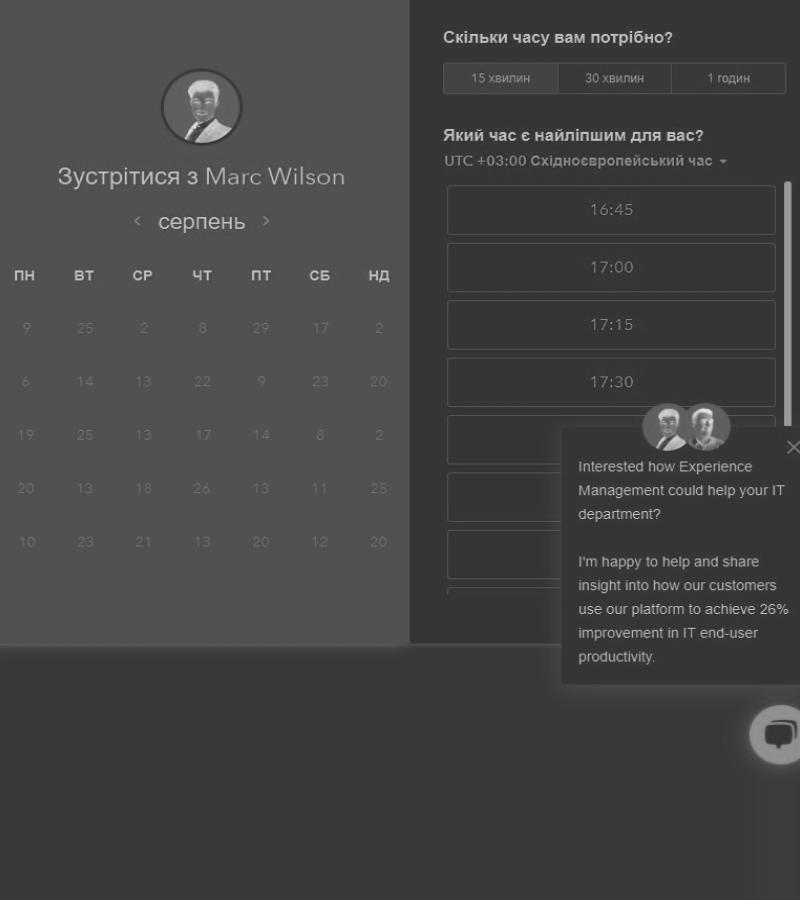 Зустрітися з Marc Wilson
серпень
ПН ВТ СР ЧТ ПТ СБ НД
9 25 2 8 29 17 2
6 14 13 22 9 23 20
19 25 13 17 14 8 2
20 13 18 26 13 11 25
10 23 21 13 20 12 20
Скільки часу вам потрібно?
15 хвилин 30 хвилин 1 годин
Який час є найліпшим для вас?
UTC +03:00 Східноєвропейський час
16:45
17:00
17:15
17:30
Interested how Experience
Management could help your IT
department?
I'm happy to help and share
insight into how our customers
use our platform to achieve 26%
improvement in IT end-user
productivity.